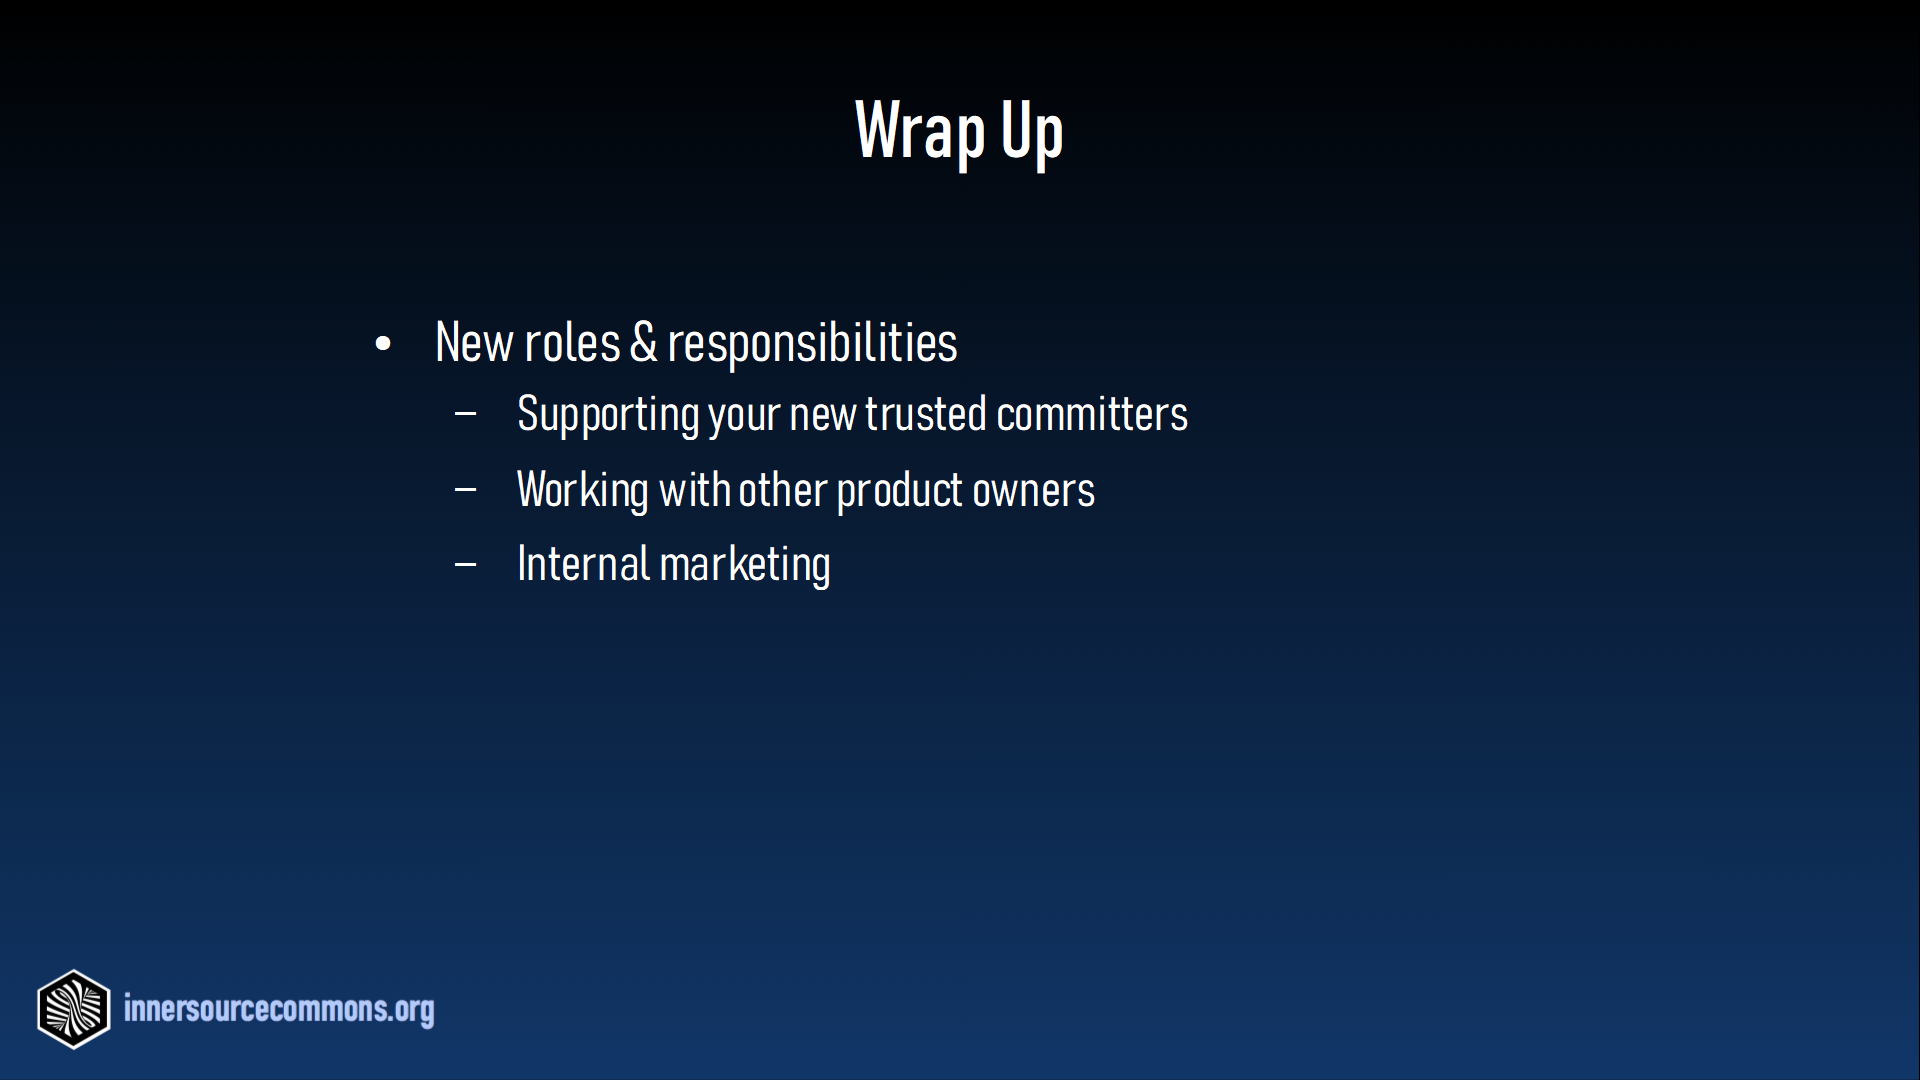 Wrap Up
• New roles & responsibilities
– Supporting your new trusted committers
– Working with other product owners
– Internal marketing
innersourcecommons.org